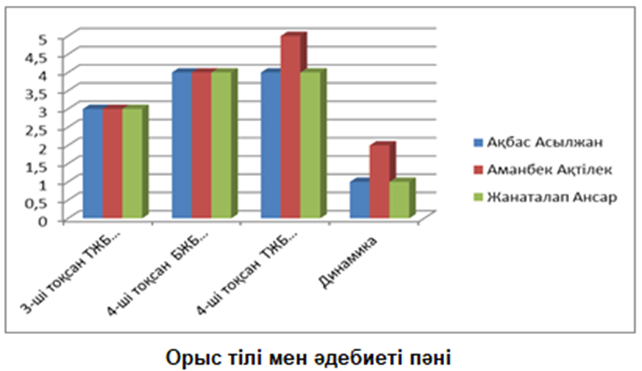 5
4,5
4
3,5
3
2,5
2
1,5
1
0,5
0
3-ші тоқсан ТЖБ...
4-ші тоқсан БЖБ...
4-ші тоқсан ТЖБ...
Динамика
Ақбас Асылжан
Аманбек Ақтілек
Жанаталап Ансар
Орыс тілі мен әдебиеті пәні